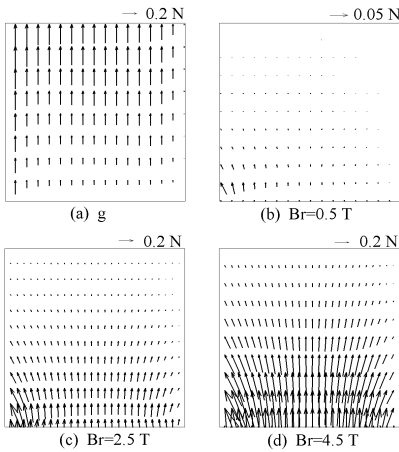 → 0.2 N
→ 0.05 N
(a) g
(b) Br=0.5 T
→ 0.2 N
→ 0.2 N
(c) Br=2.5 T
(d) Br=4.5 T